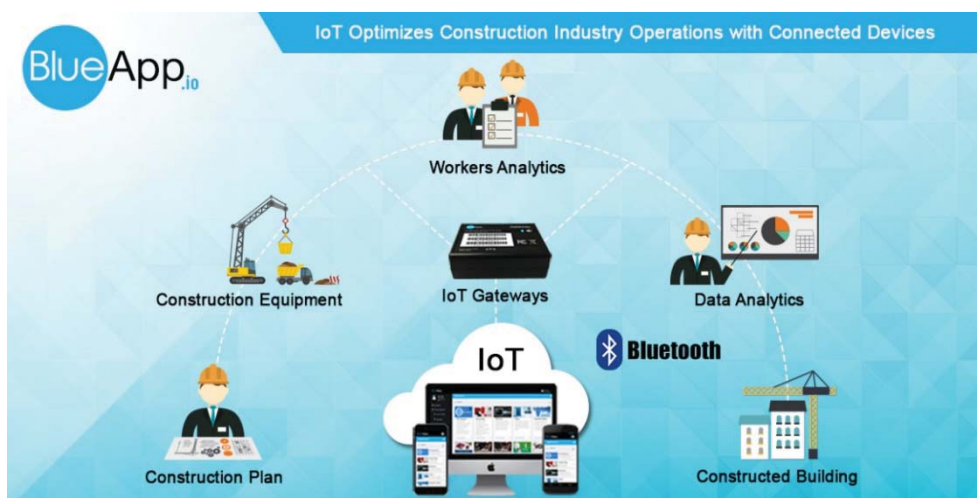 BlueApp.io
IoT Optimizes Construction Industry Operations with Connected Devices
Workers Analytics
Construction Equipment
IoT Gateways
Data Analytics
IoT
Bluetooth
Construction Plan
Constructed Building